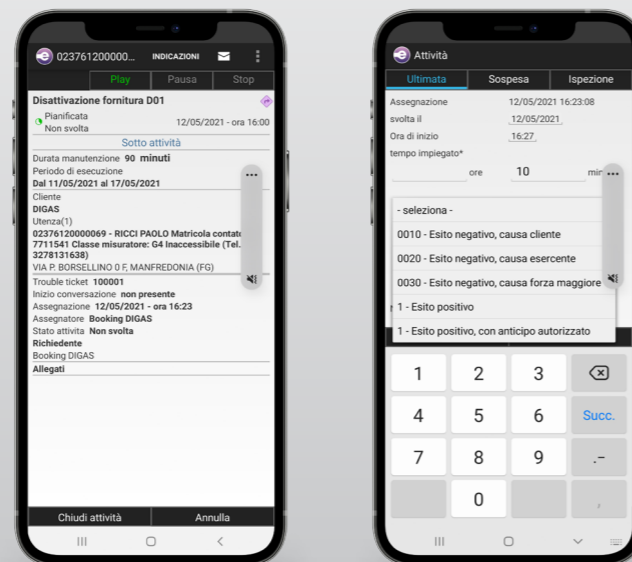 023761200000...
INDICAZIONI
Play
Pausa
Stop
Disattivazione fornitura D01
Pianificata
Non svolta
12/05/2021 - ora 16:00
Sotto attività
Durata manutenzione 90 minuti
Periodo di esecuzione
Dal 11/05/2021 al 17/05/2021
Cliente
DIGAS
Utenza(1)
02376120000069 - RICCI PAOLO Matricola contato
7711541 Classe misuratore: G4 Inaccessibile (Tel.
3278131638)
VIA P. BORSELLINO 0 F, MANFREDONIA (FG)
Trouble ticket 100001
Inizio conversazione non presente
Assegnazione 12/05/2021 - ora 16:23
Assegnatore Booking DIGAS
Stato attivita Non svolta
Richiedente
Booking DIGAS
Allegati
Chiudi attività
Annulla
Attività
Ultimata
Sospesa
Ispezione
Assegnazione 12/05/2021 16:23:08
svolta il 12/05/2021
Ora di inizio 16:27
tempo impiegato*
ore 10 min
- seleziona -
0010 - Esito negativo, causa cliente
0020 - Esito negativo, causa esercente
0030 - Esito negativo, causa forza maggiore
1 - Esito positivo
1 - Esito positivo, con anticipo autorizzato
1 2 3
4 5 6 Succ.
7 8 9 .-
0 ,